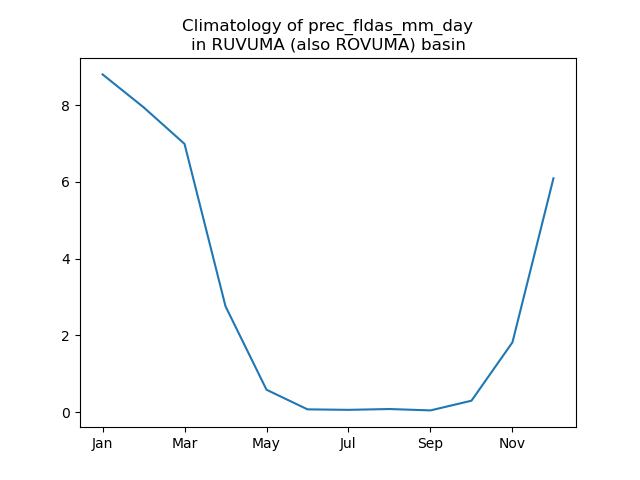 Climatology of prec_fldas_mm_day
in RUVUMA (also ROVUMA) basin
8
6
4
2
0
Jan Mar May Jul Sep Nov